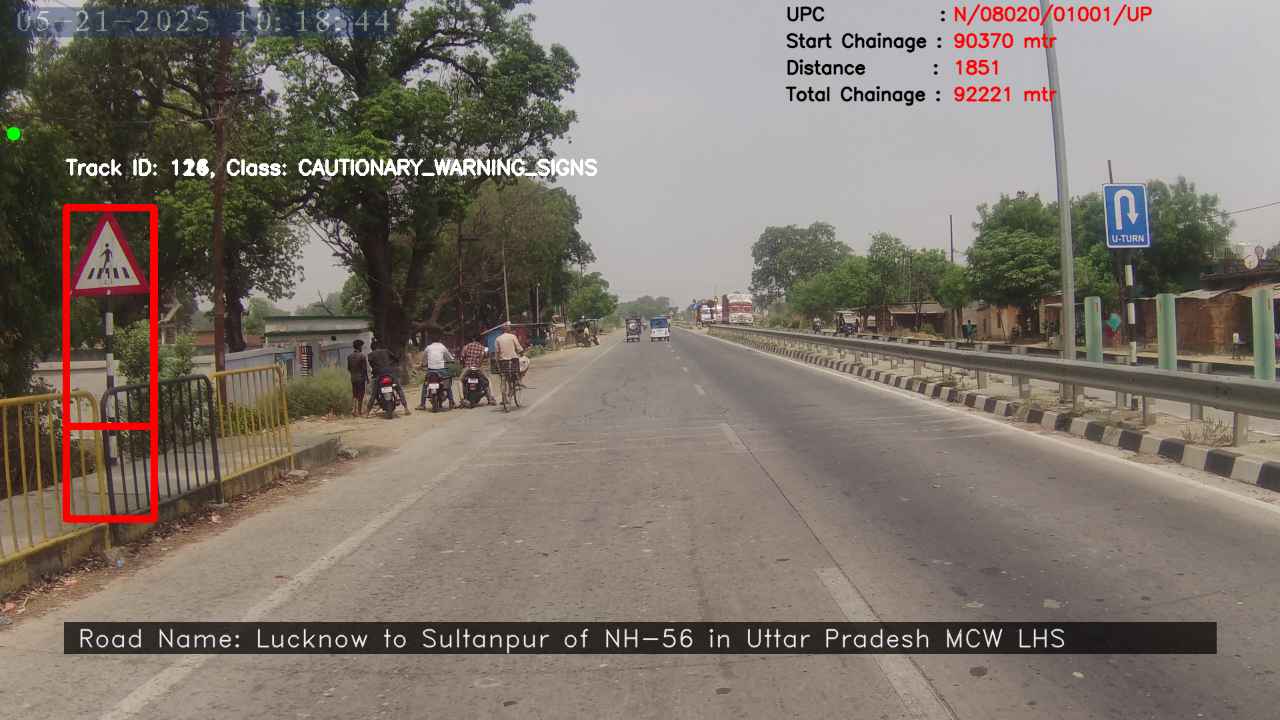 05-21-2025 10:18:44
UPC : N/08020/01001/UP
Start Chainage : 90370 mtr
Distance : 1851
Total Chainage : 92221 mtr
Track ID: , Class: CAUTIONARY_WARNING_SIGNS
U-TURN
Road Name: Lucknow to Sultanpur of NH-56 in Uttar Pradesh MCW LHS